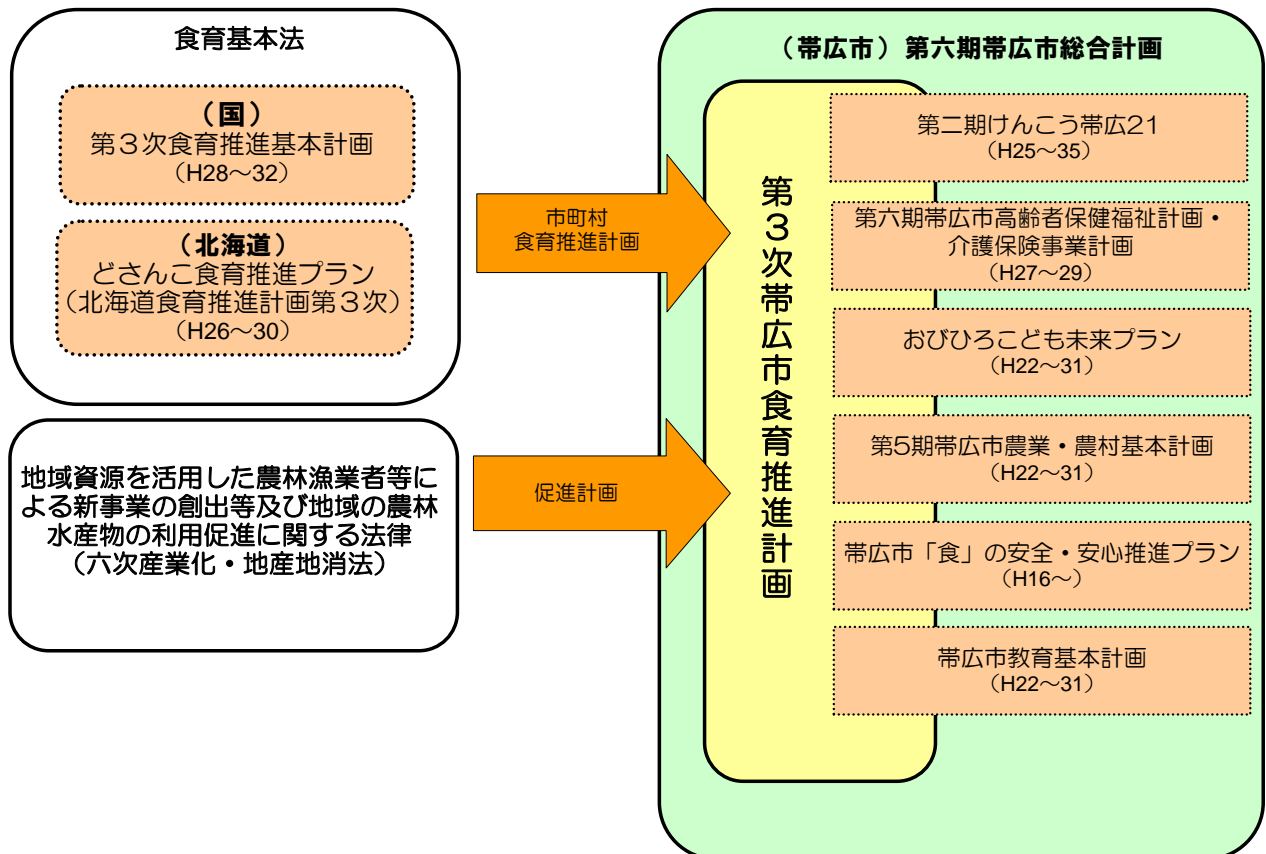 食育基本法
（国）
第３次食育推進基本計画
（H28～32）
（北海道）
どさんこ食育推進プラン
（北海道食育推進計画第３次）
（H26～30）
地域資源を活用した農林漁業者等に
よる新事業の創出等及び地域の農林
水産物の利用促進に関する法律
（六次産業化・地産地消法）
市町村
食育推進計画
促進計画
（帯広市）第六期帯広市総合計画
第３次帯広市食育推進計画
第二期けんこう帯広21
（H25～35）
第六期帯広市高齢者保健福祉計画・
介護保険事業計画
（H27～29）
おびひろこども未来プラン
（H22～31）
第5期帯広市農業・農村基本計画
（H22～31）
帯広市「食」の安全・安心推進プラン
（H16～）
帯広市教育基本計画
（H22～31）